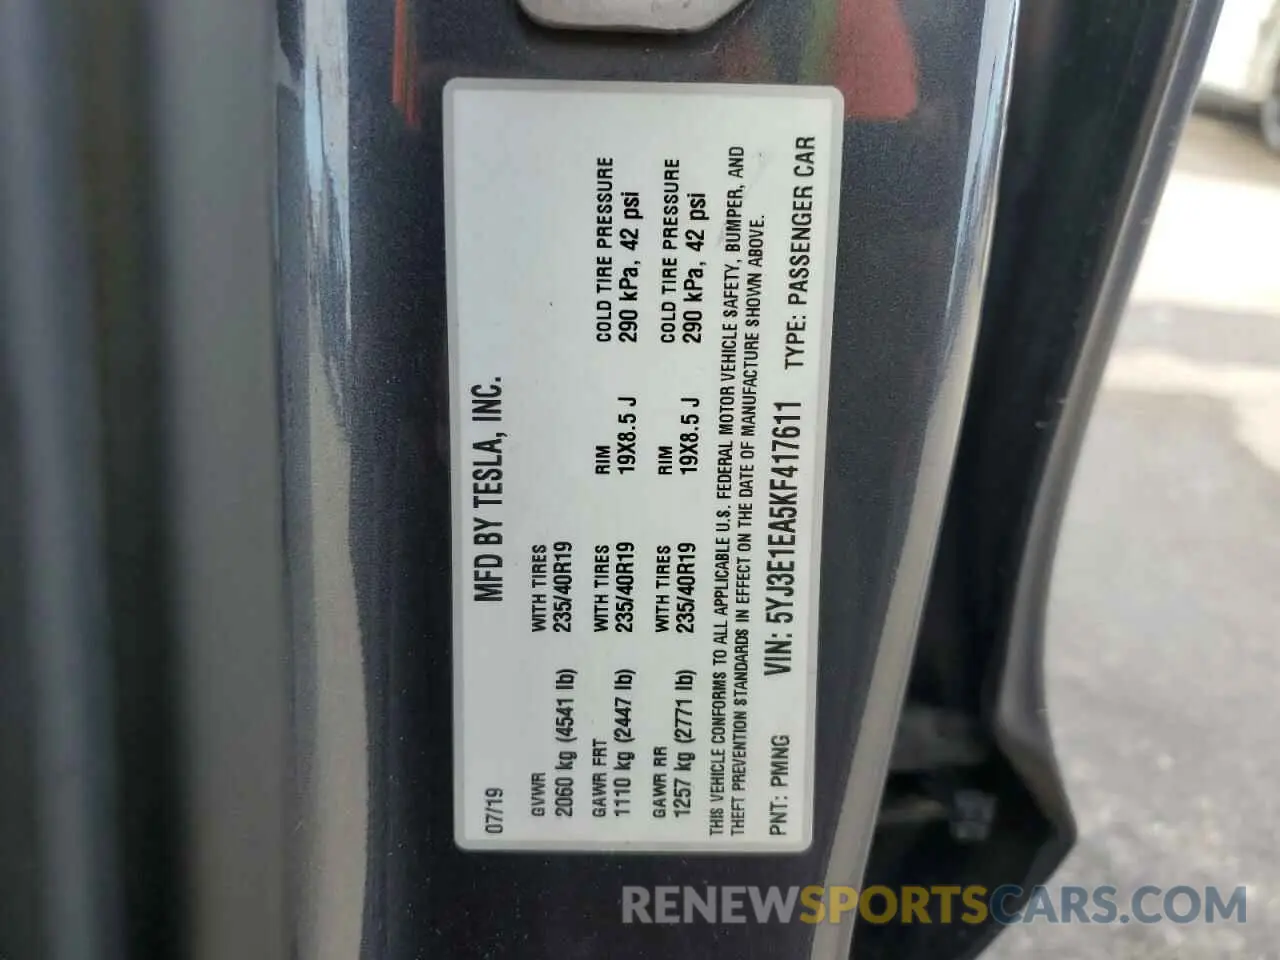 07/19 MFD BY TESLA, INC.
GVWR WITH TIRES
2060 kg (4541 lb) 235/40R19
GAWR FRT WITH TIRES RIM COLD TIRE PRESSURE
1110 kg (2447 lb) 235/40R19 19X8.5 J 290 kPa, 42 psi
GAWR RR WITH TIRES RIM COLD TIRE PRESSURE
1257 kg (2771 lb) 235/40R19 19X8.5 J 290 kPa, 42 psi
THIS VEHICLE CONFORMS TO ALL APPLICABLE U.S. FEDERAL MOTOR VEHICLE SAFETY, BUMPER, AND
THEFT PREVENTION STANDARDS IN EFFECT ON THE DATE OF MANUFACTURE SHOWN ABOVE.
PNT: PMNG VIN: 5YJ3E1EA5KF417611 TYPE: PASSENGER CAR
RENEWSPORTSCARS.COM